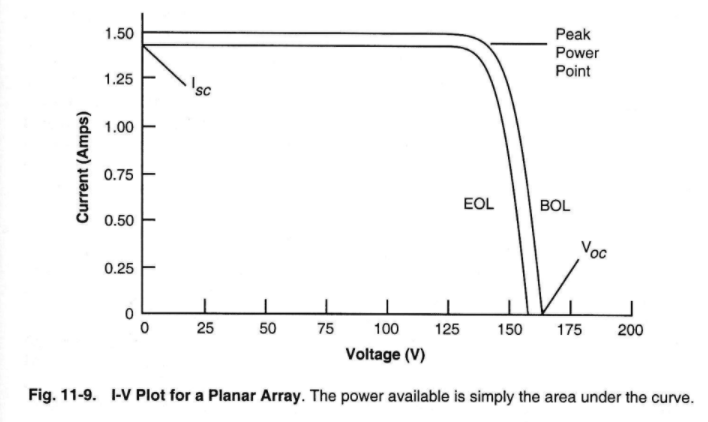 1.50
1.25
1.00
0.75
0.50
0.25
0
Current (Amps)
Isc
Peak
Power
Point
EOL
BOL
Voc
0 25 50 75 100 125 150 175 200
Voltage (V)
Fig. 11-9. I-V Plot for a Planar Array. The power available is simply the area under the curve.